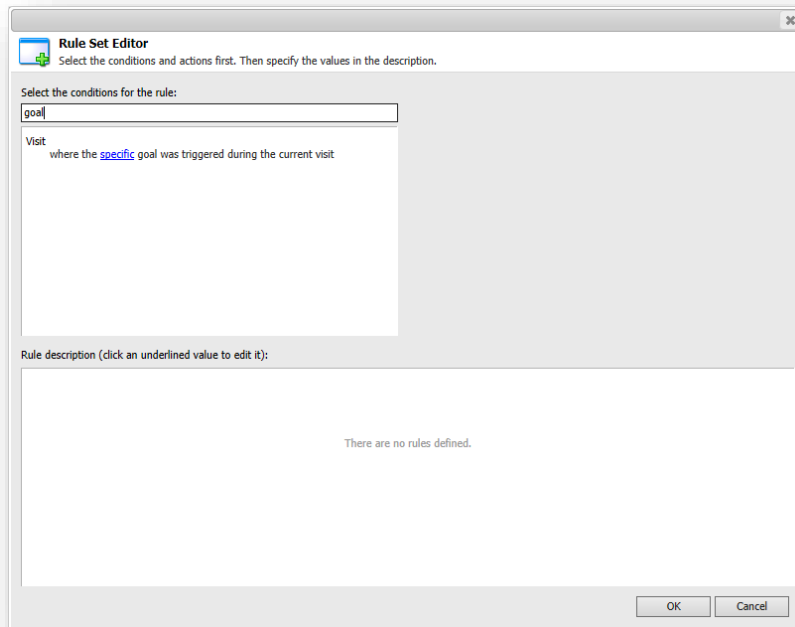 Rule Set Editor
Select the conditions and actions first. Then specify the values in the description.
Select the conditions for the rule:
goal
Visit
where the specific goal was triggered during the current visit
Rule description (click an underlined value to edit it):
There are no rules defined.
OK
Cancel